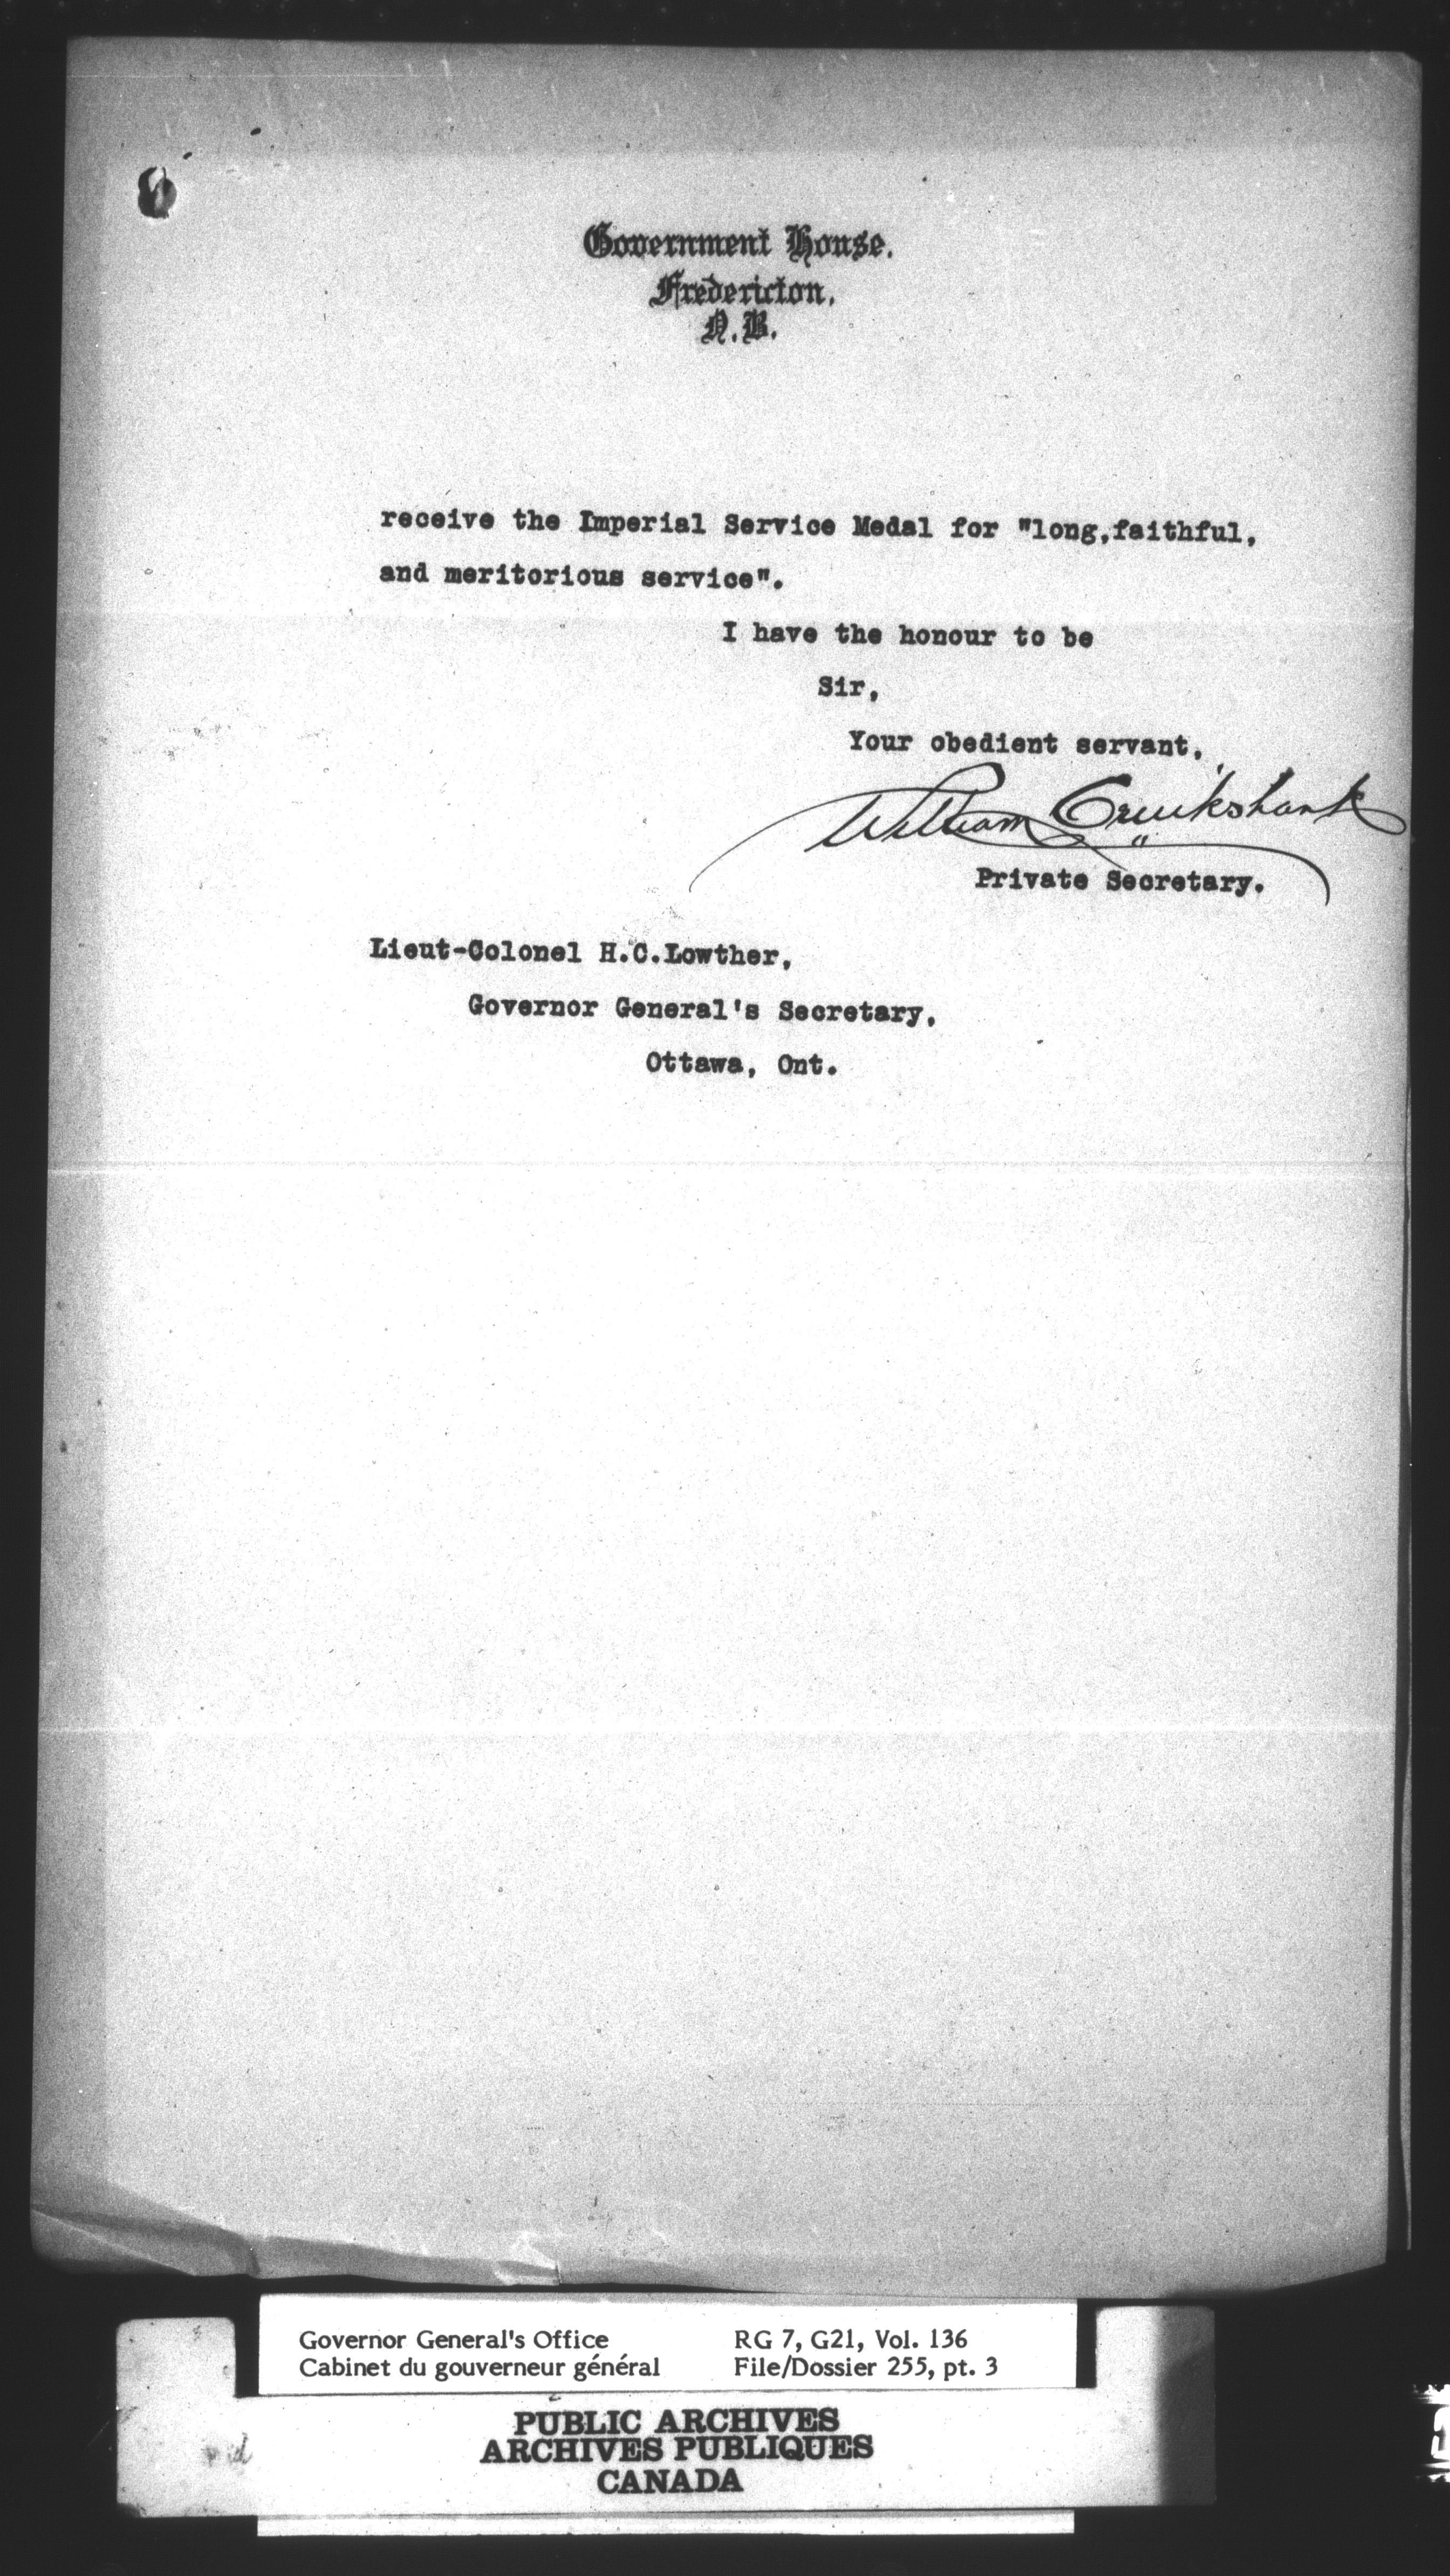 Government House,
Fredericton,
N.B.
receive the Imperial Service Medal for "long,faithful,
and meritorious service".
I have the honour to be
Sir,
Your obedient servant,
William Cruikshank
Private Secretary.
Lieut-Colonel H.C.Lowther,
Governor General's Secretary,
Ottawa, Ont.
Governor General's Office RG 7, G21, Vol. 136
Cabinet du gouverneur général File/Dossier 255, pt. 3
PUBLIC ARCHIVES
ARCHIVES PUBLIQUES
CANADA